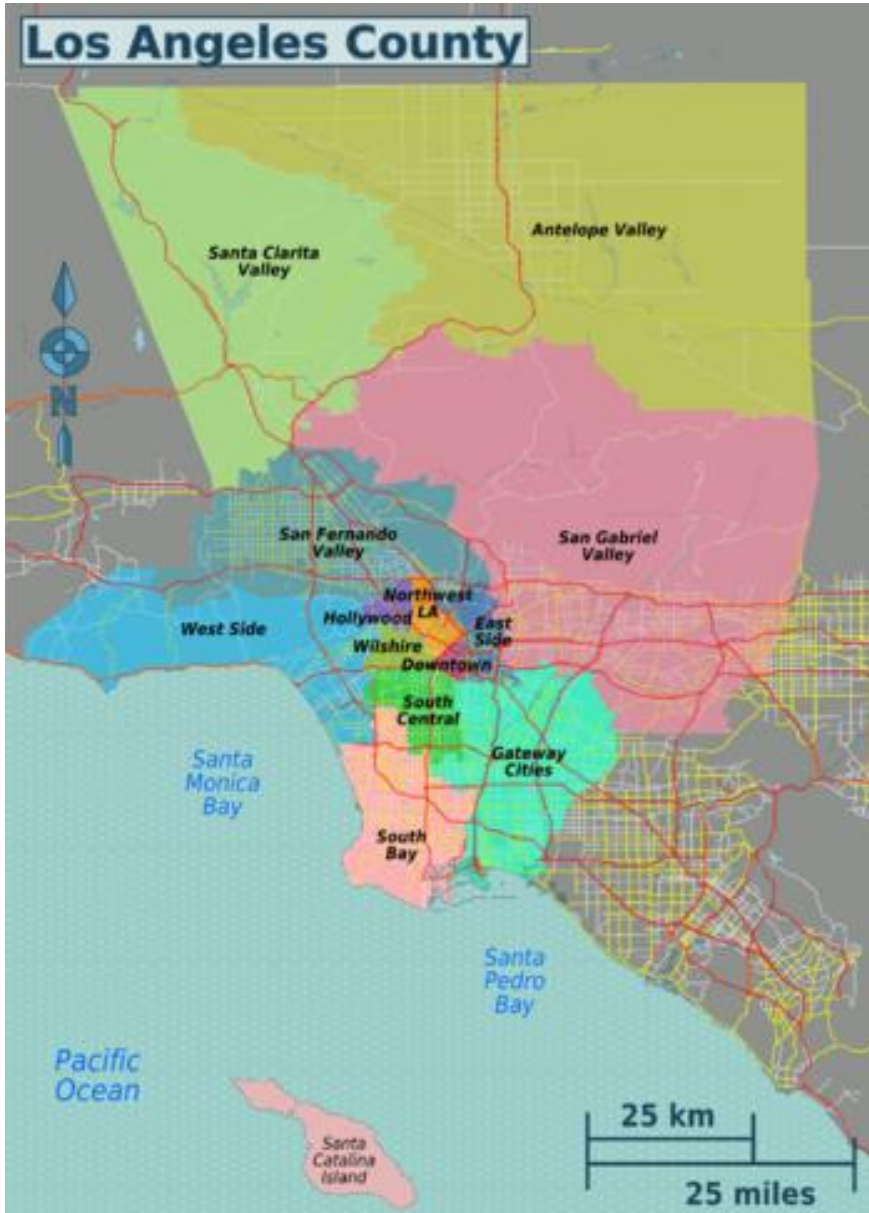 Los Angeles County
Antelope Valley
Santa Clarita
Valley
N
San Fernando
Valley
San Gabriel
Valley
Northwest
LA
Hollywood
West Side
East
Side
Wilshire
Downtown
South
Central
Gateway
Cities
Santa
Monica
Bay
South
Bay
Santa
Pedro
Bay
Pacific
Ocean
Santa
Catalina
Island
25 km
25 miles